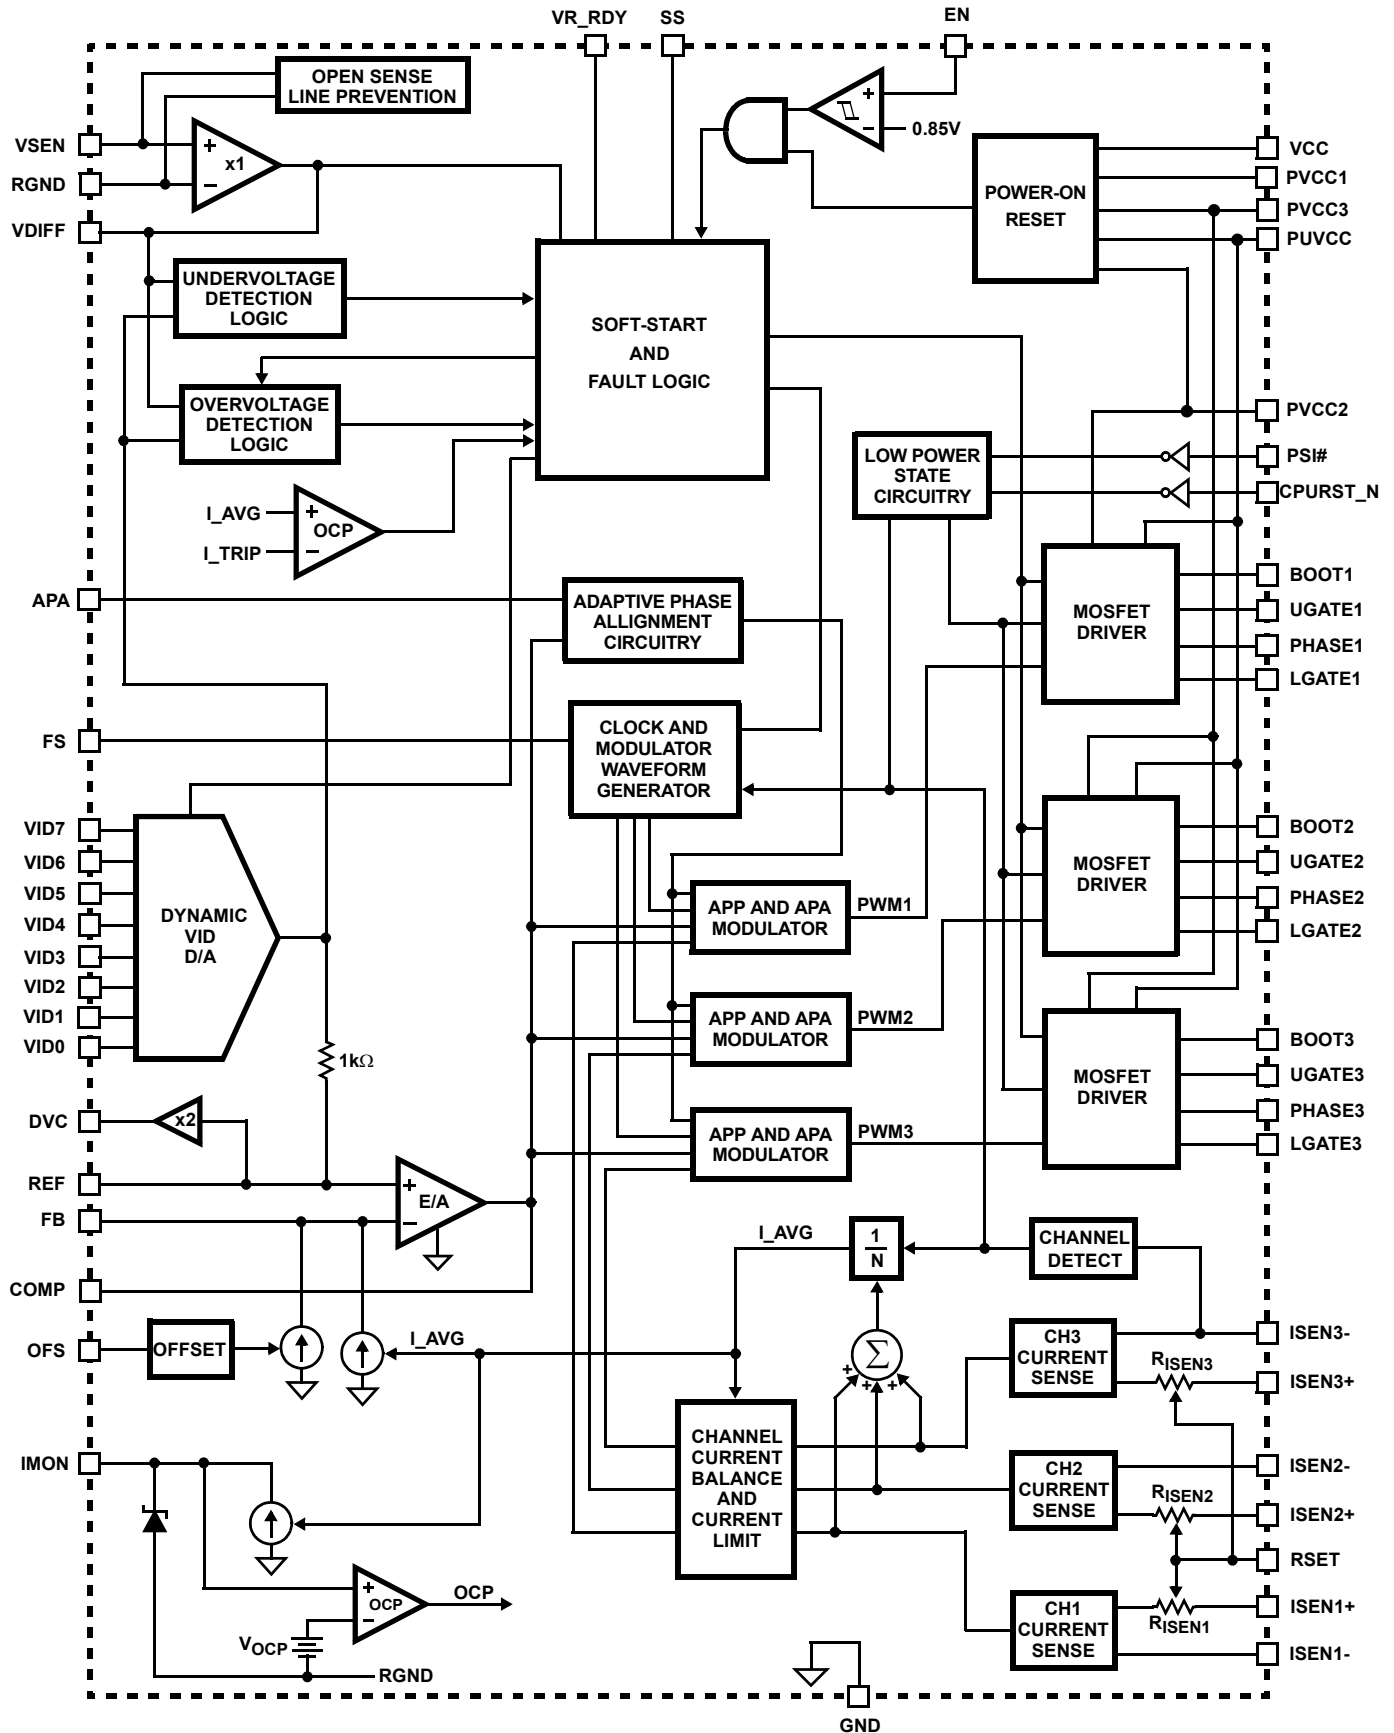 VR_RDY
SS
EN
OPEN SENSE
LINE PREVENTION
VSEN
+
−
x1
RGND
VDIFF
+
−
0.85V
POWER-ON
RESET
VCC
PVCC1
PVCC3
PUVCC
UNDERVOLTAGE
DETECTION
LOGIC
SOFT-START
AND
FAULT LOGIC
OVERVOLTAGE
DETECTION
LOGIC
PVCC2
LOW POWER
STATE
CIRCUITRY
PSI#
CPURST_N
I_AVG
+
OCP
I_TRIP
−
APA
ADAPTIVE PHASE
ALLIGNMENT
CIRCUITRY
MOSFET
DRIVER
BOOT1
UGATE1
PHASE1
LGATE1
FS
CLOCK AND
MODULATOR
WAVEFORM
GENERATOR
VID7
VID6
VID5
VID4
VID3
VID2
VID1
VID0
DYNAMIC
VID
D/A
MOSFET
DRIVER
BOOT2
UGATE2
PHASE2
LGATE2
APP AND APA
MODULATOR
PWM1
APP AND APA
MODULATOR
PWM2
1kΩ
MOSFET
DRIVER
BOOT3
UGATE3
PHASE3
LGATE3
DVC
x2
APP AND APA
MODULATOR
PWM3
REF
+
E/A
FB
−
I_AVG
1
N
CHANNEL
DETECT
COMP
OFS
OFFSET
I_AVG
Σ
+
+
+
CH3
CURRENT
SENSE
RISEN3
ISEN3-
ISEN3+
IMON
CHANNEL
CURRENT
BALANCE
AND
CURRENT
LIMIT
CH2
CURRENT
SENSE
RISEN2
ISEN2-
ISEN2+
RSET
+
OCP
−
OCP
VOCP
RGND
CH1
CURRENT
SENSE
RISEN1
ISEN1+
ISEN1-
GND